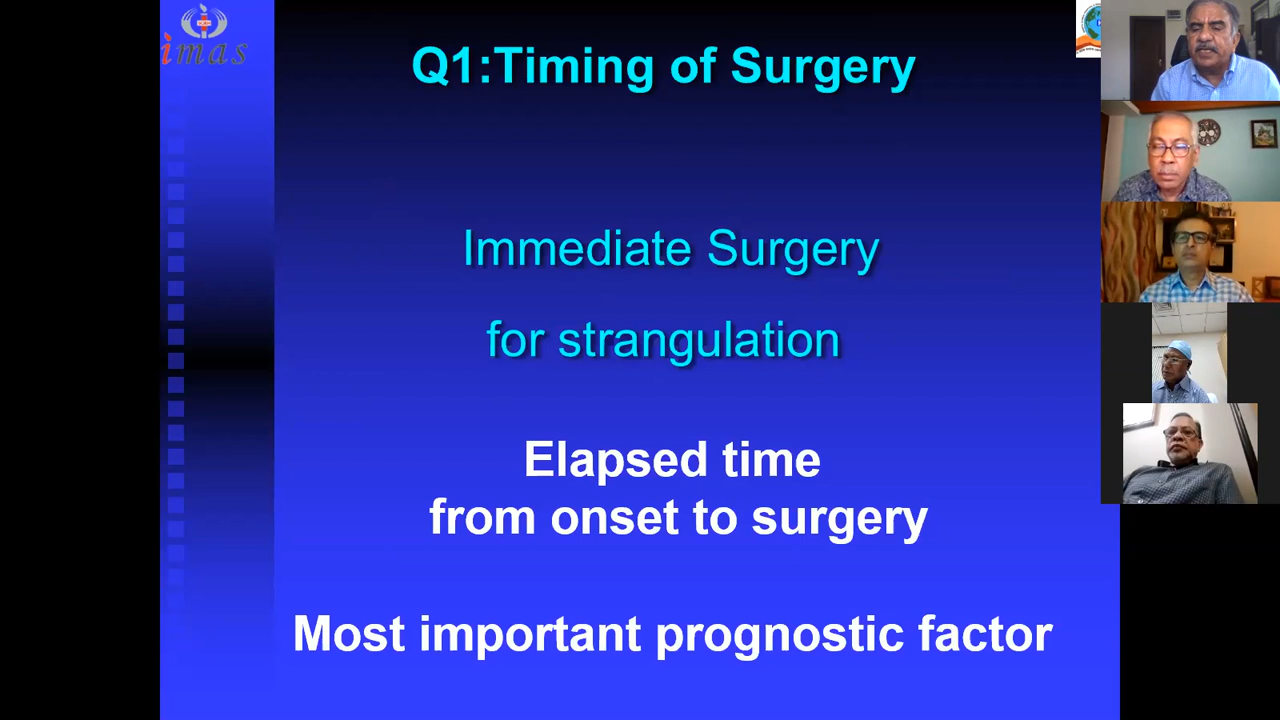 imas
Q1:Timing of Surgery
Immediate Surgery
for strangulation
Elapsed time
from onset to surgery
Most important prognostic factor